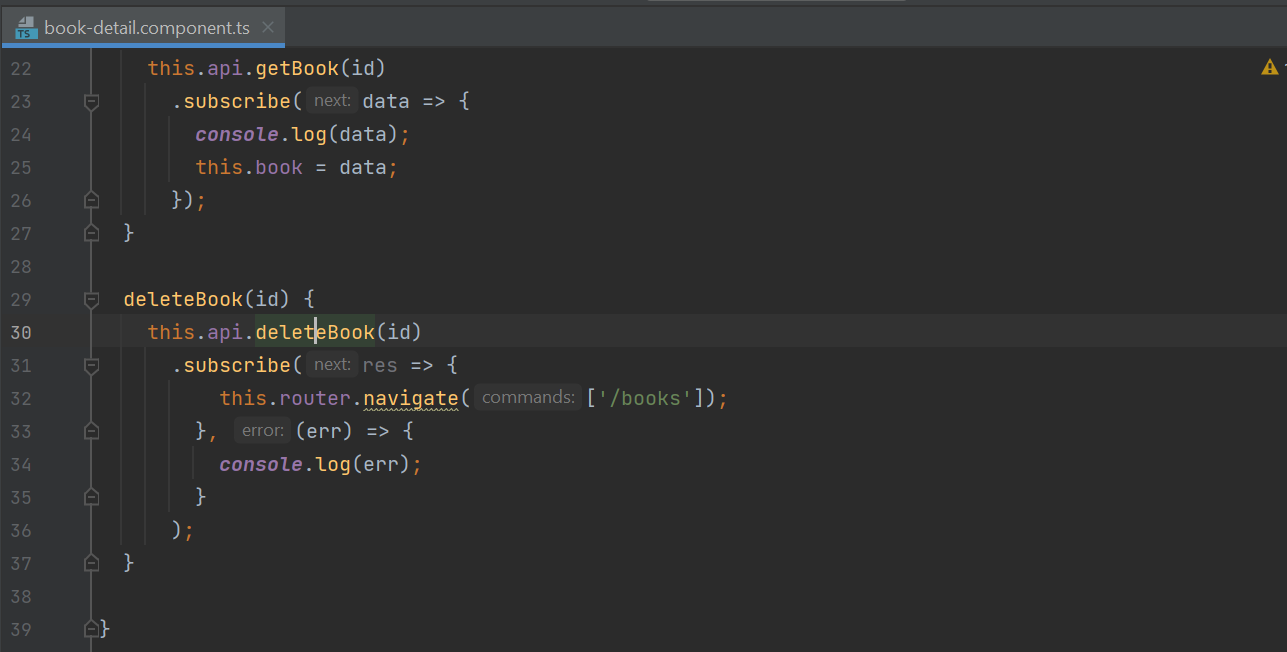 TS book-detail.component.ts
22 this.api.getBook(id)
23 .subscribe( next: data => {
24 console.log(data);
25 this.book = data;
26 });
27 }
28
29 deleteBook(id) {
30 this.api.deleteBook(id)
31 .subscribe( next: res => {
32 this.router.navigate( commands: ['/books']);
33 }, error: (err) => {
34 console.log(err);
35 }
36 );
37 }
38
39 }